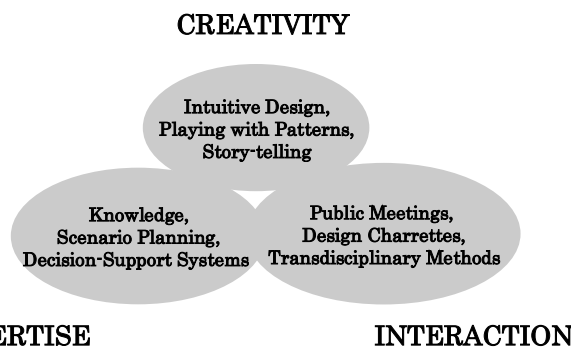 CREATIVITY
Intuitive Design,
Playing with Patterns,
Story-telling
Knowledge,
Scenario Planning,
Decision-Support Systems
Public Meetings,
Design Charrettes,
Transdisciplinary Methods
ERTISE
INTERACTION